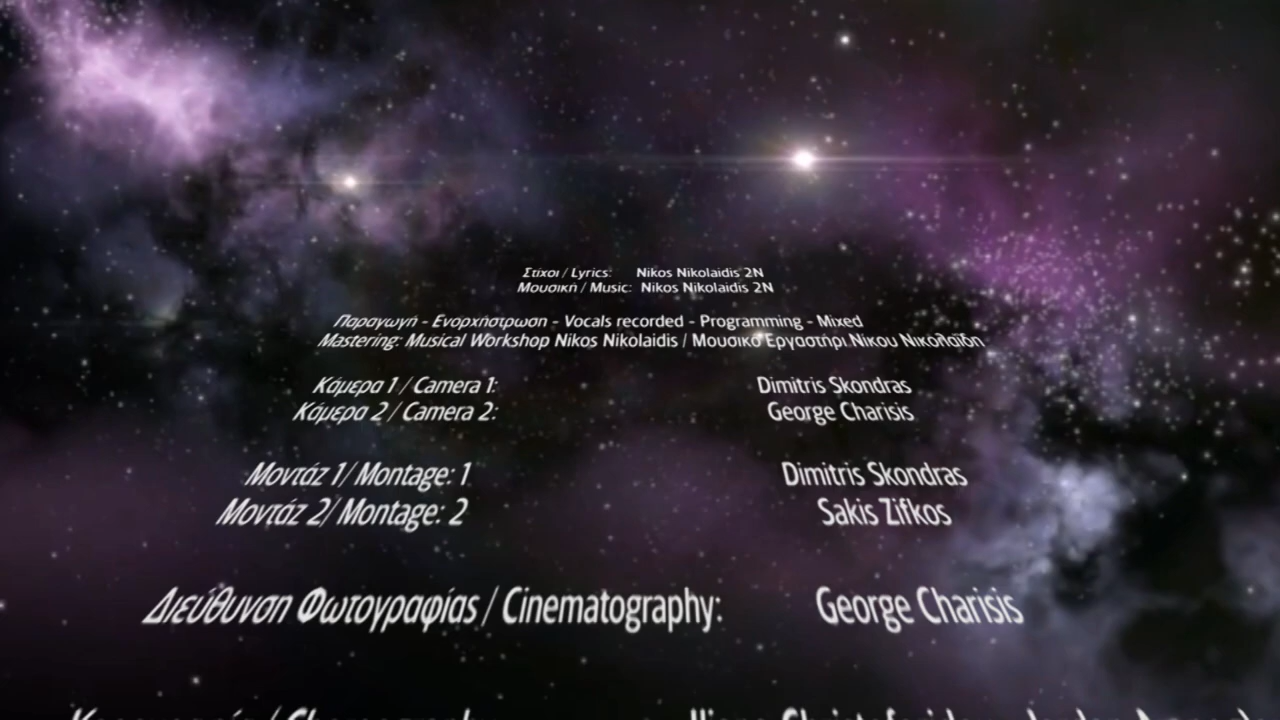 Στίχοι / Lyrics: Nikos Nikolaidis 2N
Μουσική / Music: Nikos Nikolaidis 2N
Παραγωγή - Ενορχήστρωση - Vocals recorded - Programming - Mixed
Mastering: Musical Workshop Nikos Nikolaidis / Μουσικό Εργαστήρι Νίκου Νικολαΐδη
Κάμερα 1 / Camera 1: Dimitris Skondras
Κάμερα 2 / Camera 2: George Charisis
Μοντάζ 1/ Montage: 1 Dimitris Skondras
Μοντάζ 2/ Montage: 2 Sakis Zifkos
Διεύθυνση Φωτογραφίας / Cinematography: George Charisis